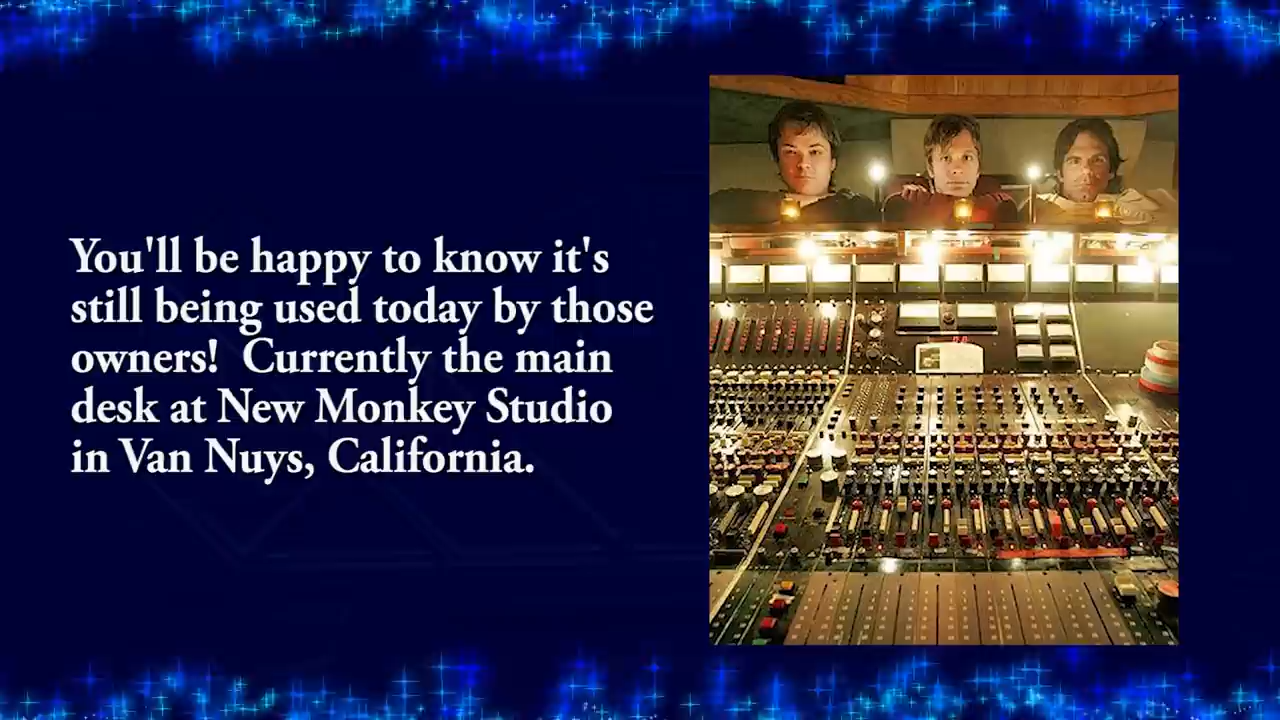 You'll be happy to know it's
still being used today by those
owners!  Currently the main
desk at New Monkey Studio
in Van Nuys, California.